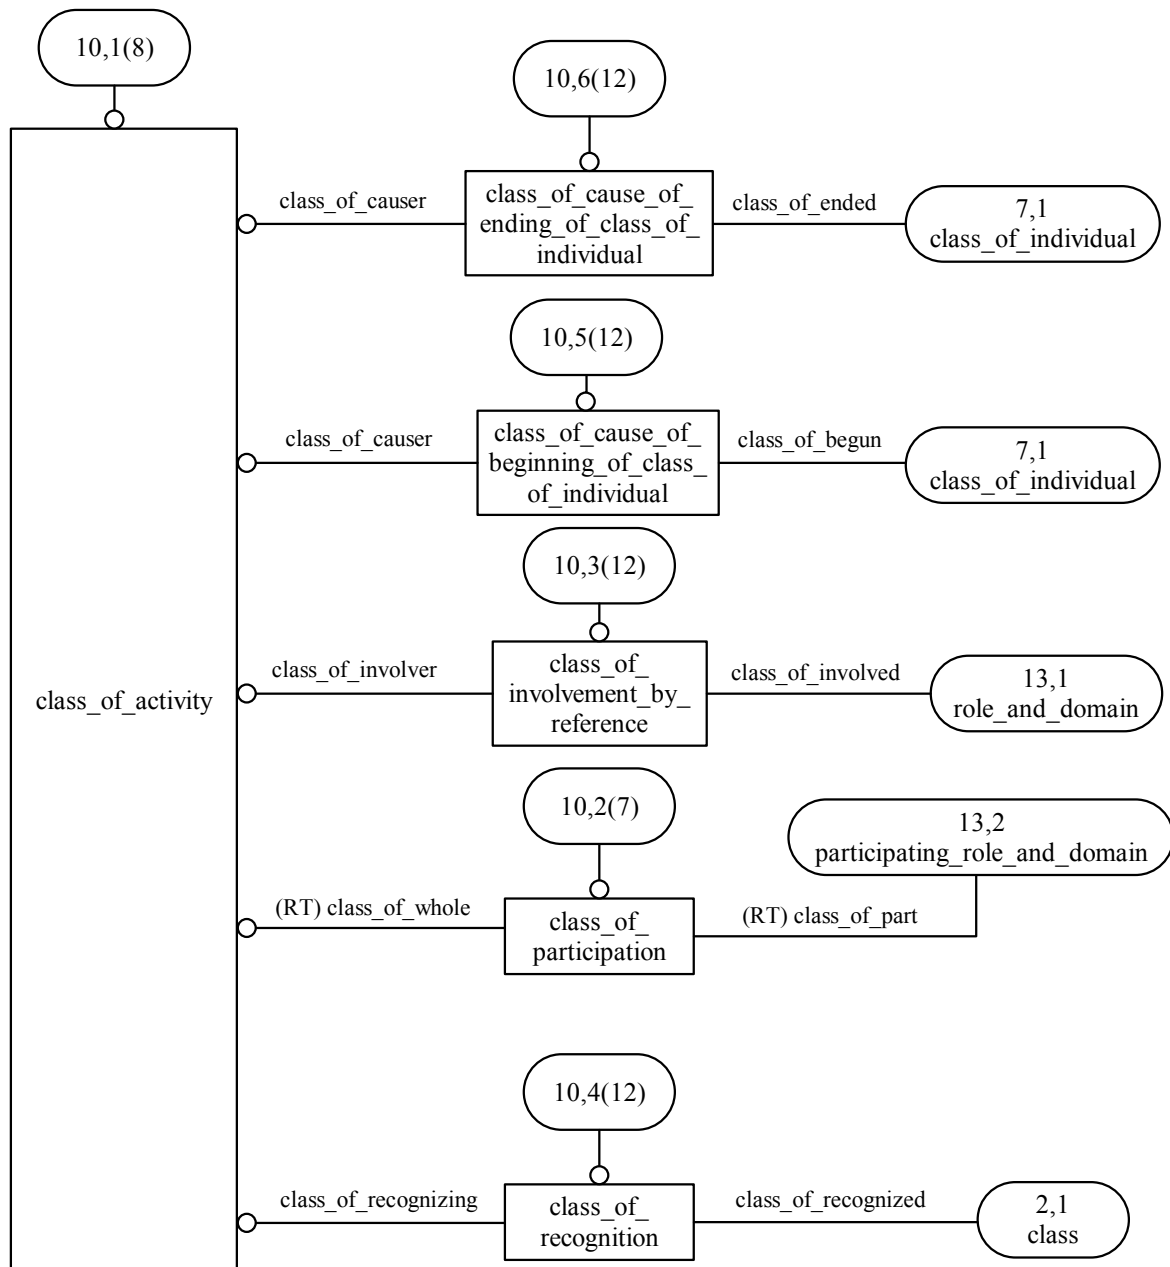 10,1(8)
10,6(12)
class_of_causer
class_of_cause_of_
ending_of_class_of_
individual
class_of_ended
7,1
class_of_individual
10,5(12)
class_of_causer
class_of_cause_of_
beginning_of_class_
of_individual
class_of_begun
7,1
class_of_individual
10,3(12)
class_of_activity
class_of_involver
class_of_
involvement_by_
reference
class_of_involved
13,1
role_and_domain
10,2(7)
13,2
participating_role_and_domain
(RT) class_of_whole
class_of_
participation
(RT) class_of_part
10,4(12)
class_of_recognizing
class_of_
recognition
class_of_recognized
2,1
class